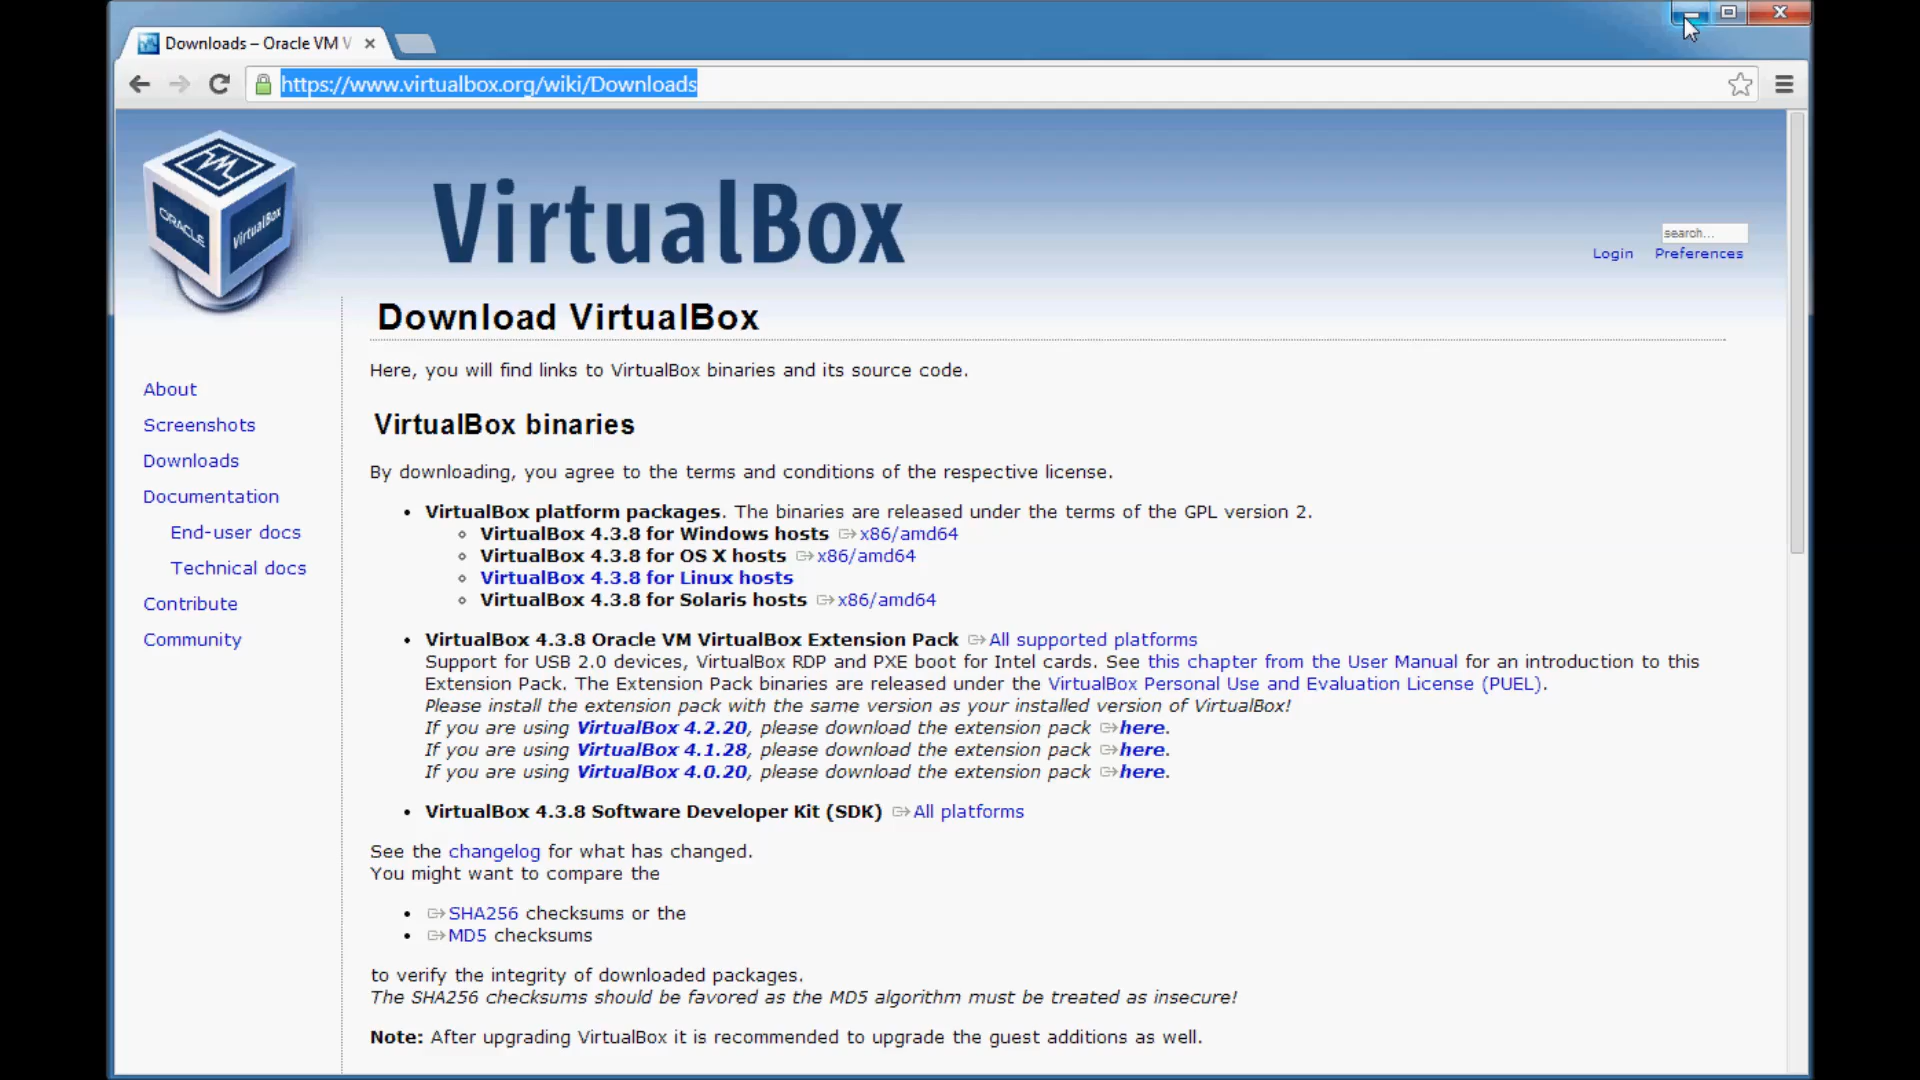 Downloads – Oracle VM V
https://www.virtualbox.org/wiki/Downloads
ORACLE
VirtualBox
VirtualBox
search...
Login Preferences
Download VirtualBox
Here, you will find links to VirtualBox binaries and its source code.
About
Screenshots
Downloads
Documentation
End-user docs
Technical docs
Contribute
Community
VirtualBox binaries
By downloading, you agree to the terms and conditions of the respective license.
• VirtualBox platform packages. The binaries are released under the terms of the GPL version 2.
VirtualBox 4.3.8 for Windows hosts x86/amd64
VirtualBox 4.3.8 for OS X hosts x86/amd64
VirtualBox 4.3.8 for Linux hosts
VirtualBox 4.3.8 for Solaris hosts x86/amd64
• VirtualBox 4.3.8 Oracle VM VirtualBox Extension Pack All supported platforms
Support for USB 2.0 devices, VirtualBox RDP and PXE boot for Intel cards. See this chapter from the User Manual for an introduction to this
Extension Pack. The Extension Pack binaries are released under the VirtualBox Personal Use and Evaluation License (PUEL).
Please install the extension pack with the same version as your installed version of VirtualBox!
If you are using VirtualBox 4.2.20, please download the extension pack here.
If you are using VirtualBox 4.1.28, please download the extension pack here.
If you are using VirtualBox 4.0.20, please download the extension pack here.
• VirtualBox 4.3.8 Software Developer Kit (SDK) All platforms
See the changelog for what has changed.
You might want to compare the
• SHA256 checksums or the
• MD5 checksums
to verify the integrity of downloaded packages.
The SHA256 checksums should be favored as the MD5 algorithm must be treated as insecure!
Note: After upgrading VirtualBox it is recommended to upgrade the guest additions as well.